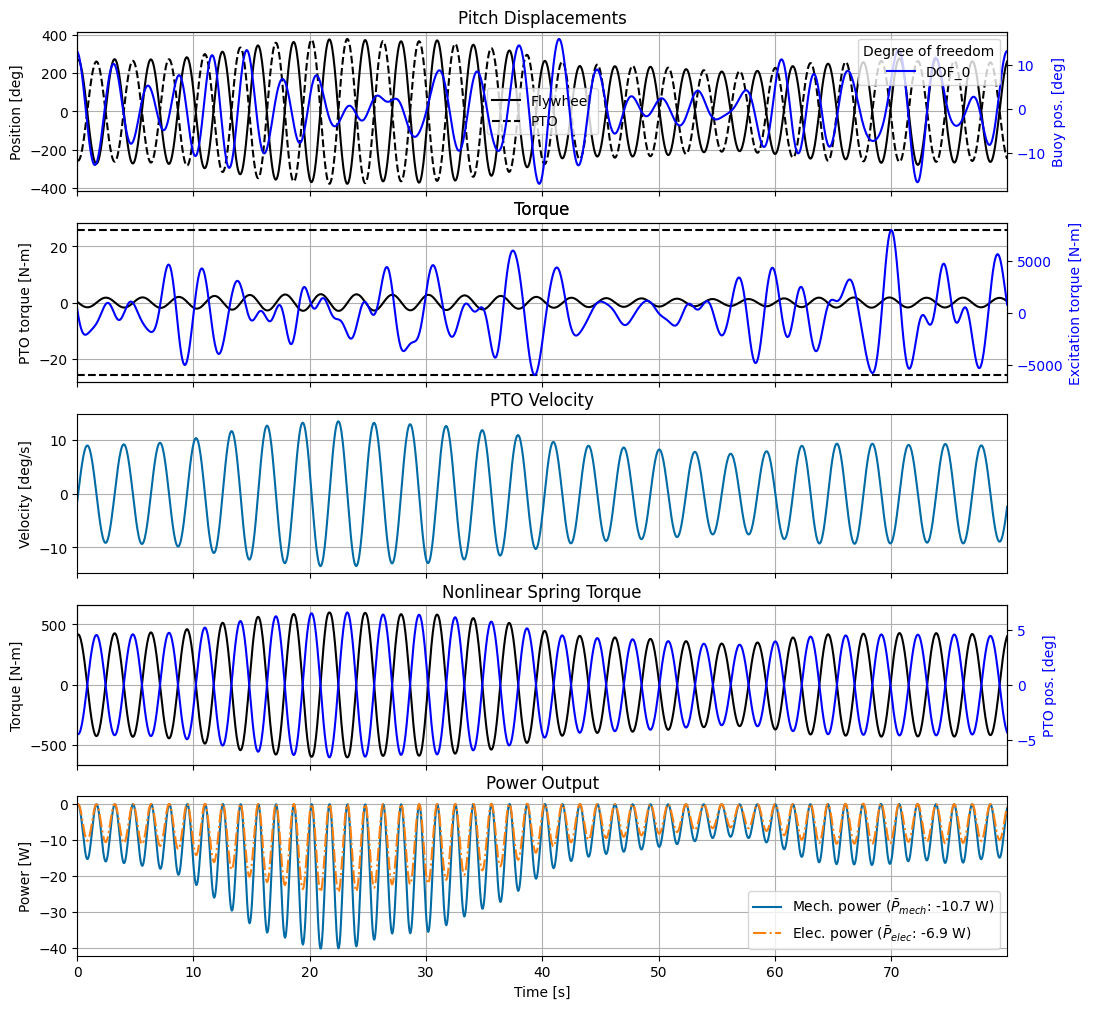 Pitch Displacements
Position [deg]
400
200
0
−200
−400
Flywheel
PTO
Degree of freedom
DOF_0
10
0
−10
Buoy pos. [deg]
Torque
PTO torque [N-m]
20
0
−20
5000
0
−5000
Excitation torque [N-m]
PTO Velocity
Velocity [deg/s]
10
0
−10
Nonlinear Spring Torque
Torque [N-m]
500
0
−500
5
0
−5
PTO pos. [deg]
Power Output
Power [W]
0
−10
−20
−30
−40
Mech. power (P̄mech: -10.7 W)
Elec. power (P̄elec: -6.9 W)
0 10 20 30 40 50 60 70
Time [s]